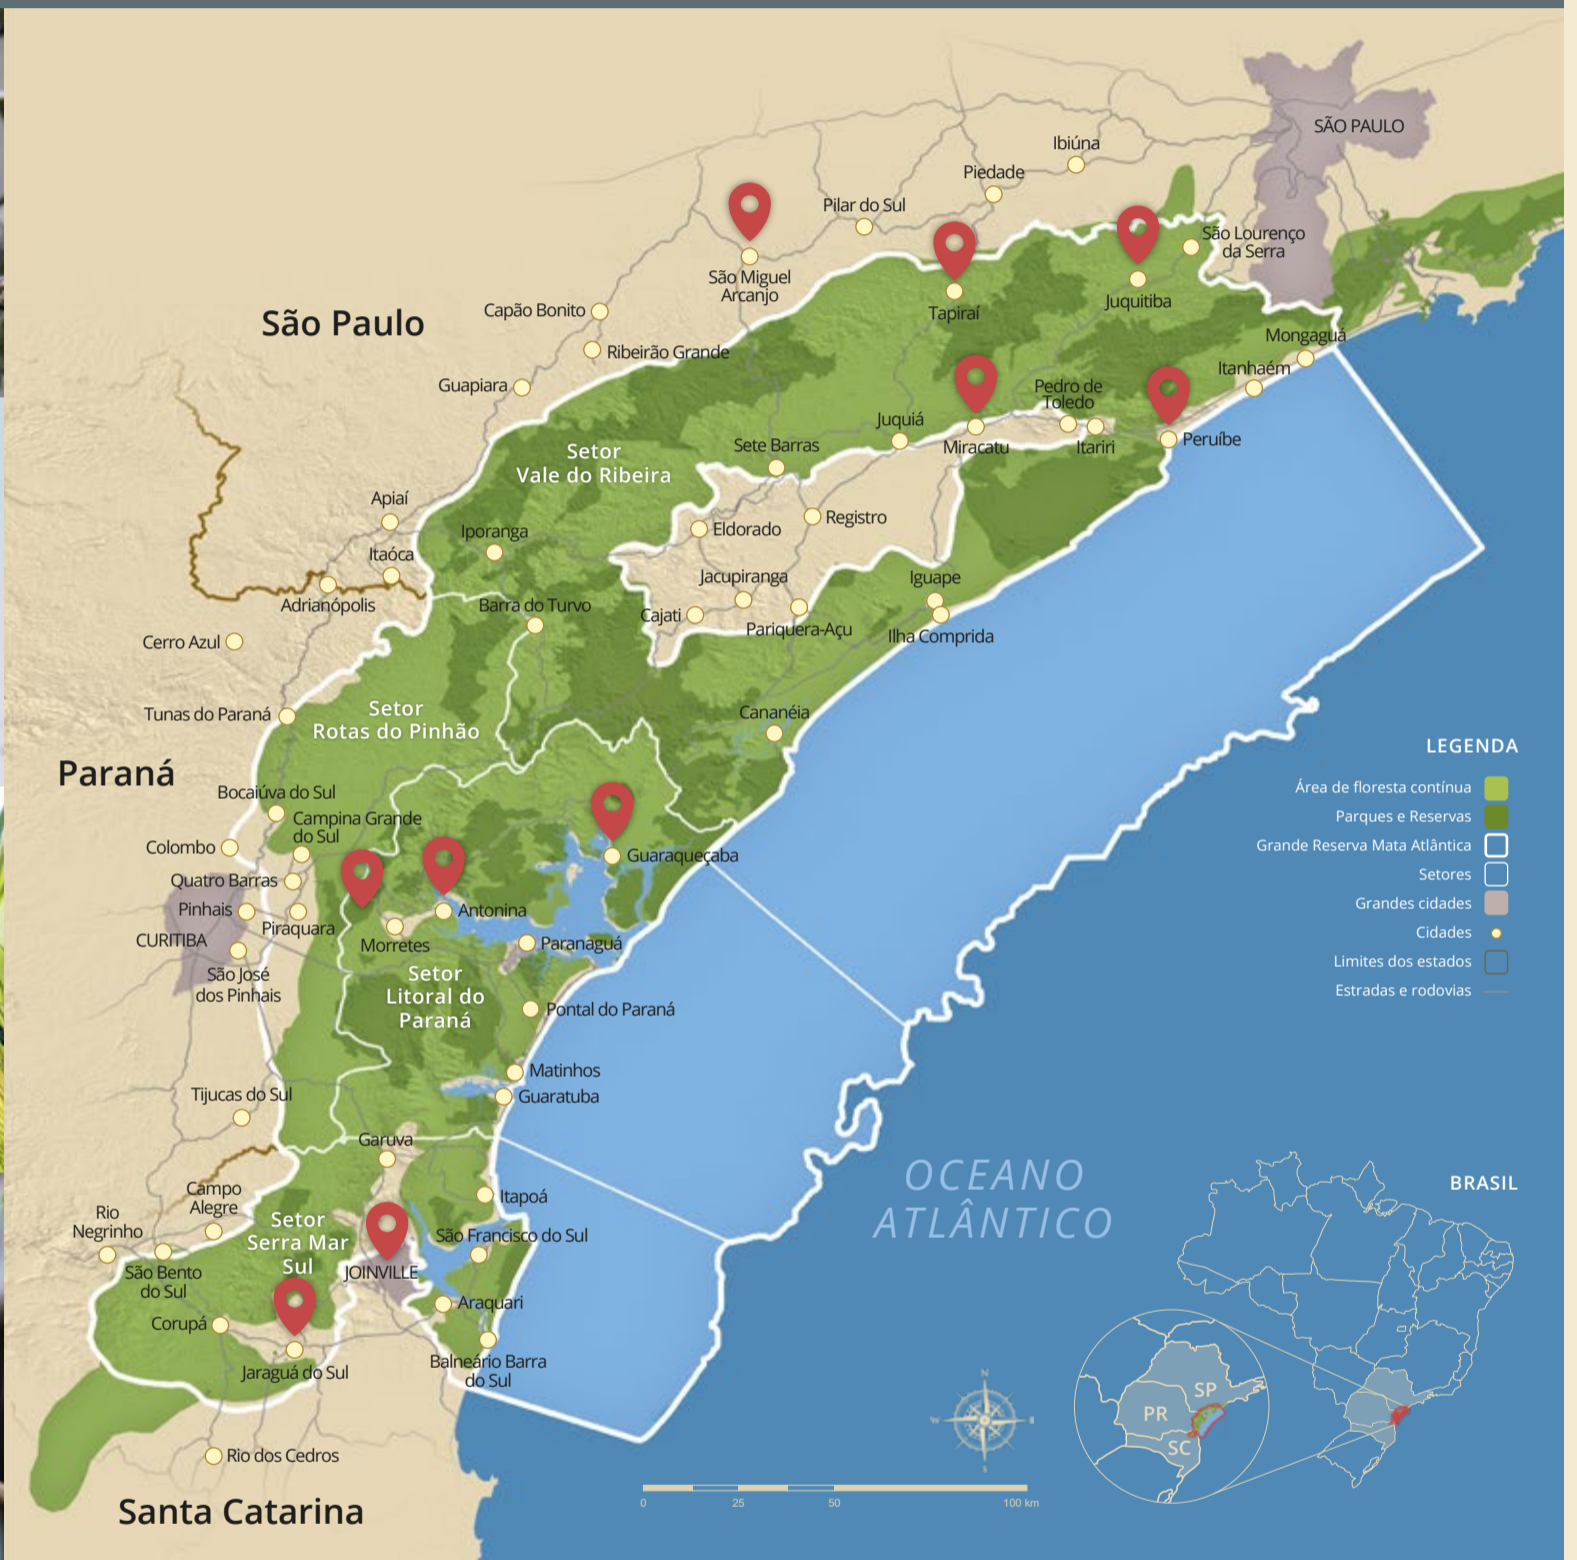 SÃO PAULO
Ibiúna
Piedade
Pilar do Sul
São Lourenço
da Serra
São Miguel
Arcanjo
Tapiraí
Juquitiba
São Paulo
Capão Bonito
Ribeirão Grande
Guapiara
Mongaguá
Itanhaém
Pedro de
Toledo
Juquiá
Miracatu
Itariri
Peruíbe
Sete Barras
Setor
Vale do Ribeira
Apiaí
Iporanga
Eldorado
Registro
Itaóca
Jacupiranga
Iguape
Adrianópolis
Barra do Turvo
Cajati
Pariquera-Açu
Ilha Comprida
Cerro Azul
Tunas do Paraná
Setor
Rotas do Pinhão
Cananéia
Paraná
Bocaiúva do Sul
Campina Grande
do Sul
Colombo
Guaraqueçaba
Quatro Barras
Pinhais
Piraquara
Antonina
CURITIBA
Morretes
Paranaguá
São José
dos Pinhais
Setor
Litoral do
Paraná
Pontal do Paraná
Matinhos
Guaratuba
Tijucas do Sul
Garuva
Campo
Alegre
Itapoá
Rio
Negrinho
Setor
Serra Mar
Sul
São Francisco do Sul
São Bento
do Sul
JOINVILLE
Araquari
Corupá
Jaraguá do Sul
Balneário Barra
do Sul
Rio dos Cedros
Santa Catarina
LEGENDA
Área de floresta contínua
Parques e Reservas
Grande Reserva Mata Atlântica
Setores
Grandes cidades
Cidades
Limites dos estados
Estradas e rodovias
OCEANO
ATLÂNTICO
BRASIL
SP
PR
SC
N
W
E
S
0 25 50 100 km